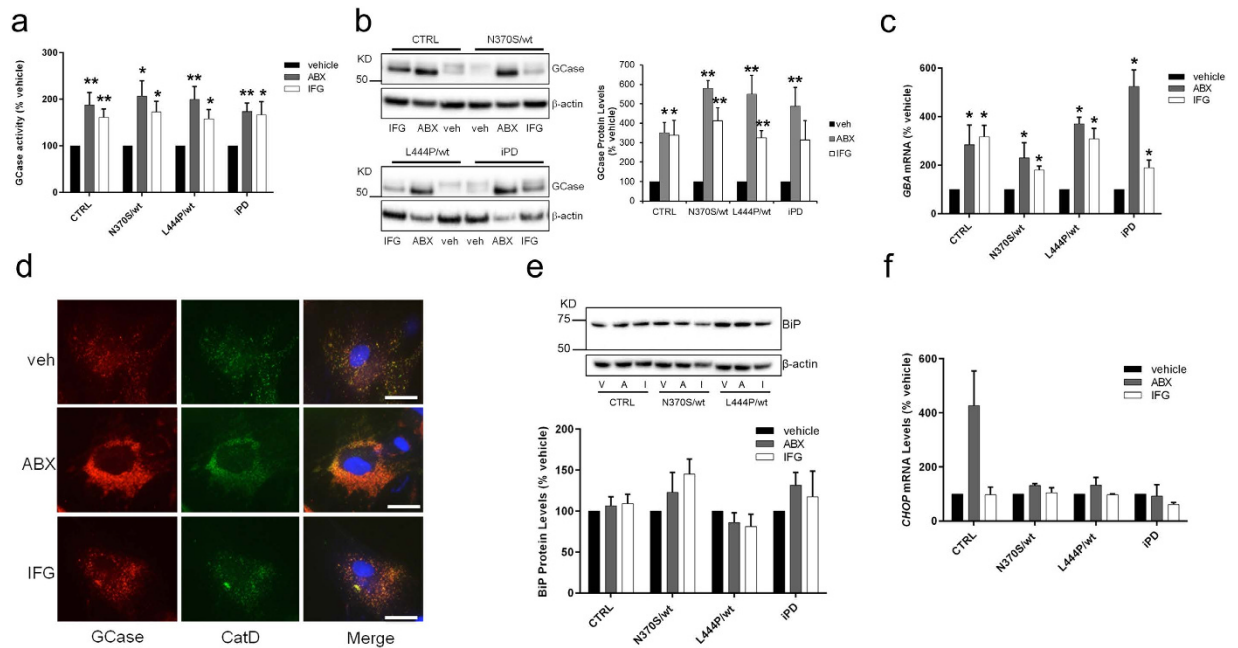 a
GCase activity (% vehicle)
300
200
100
0
vehicle
ABX
IFG
** ** * * ** * ** *
CTRL
N370S/wt
L444P/wt
iPD
b
CTRL N370S/wt
KD
50
GCase
β-actin
IFG ABX veh veh ABX IFG
L444P/wt iPD
KD
50
GCase
β-actin
IFG ABX veh veh ABX IFG
GCase Protein Levels
(% vehicle)
700
600
500
400
300
200
100
0
** ** ** ** ** **
veh
ABX
IFG
CTRL N370S/wt L444P/wt iPD
c
GBA mRNA (% vehicle)
600
400
200
0
vehicle
ABX
IFG
* * * * * * * *
CTRL
N370S/wt
L444P/wt
iPD
d
veh
ABX
IFG
GCase CatD Merge
e
KD
75
50
BiP
β-actin
V A I V A I V A I
CTRL N370S/wt L444P/wt
BiP Protein Levels (% vehicle)
200
150
100
50
0
vehicle
ABX
IFG
CTRL
N370S/wt
L444P/wt
iPD
f
CHOP mRNA Levels (% vehicle)
600
400
200
0
vehicle
ABX
IFG
CTRL
N370S/wt
L444P/wt
iPD